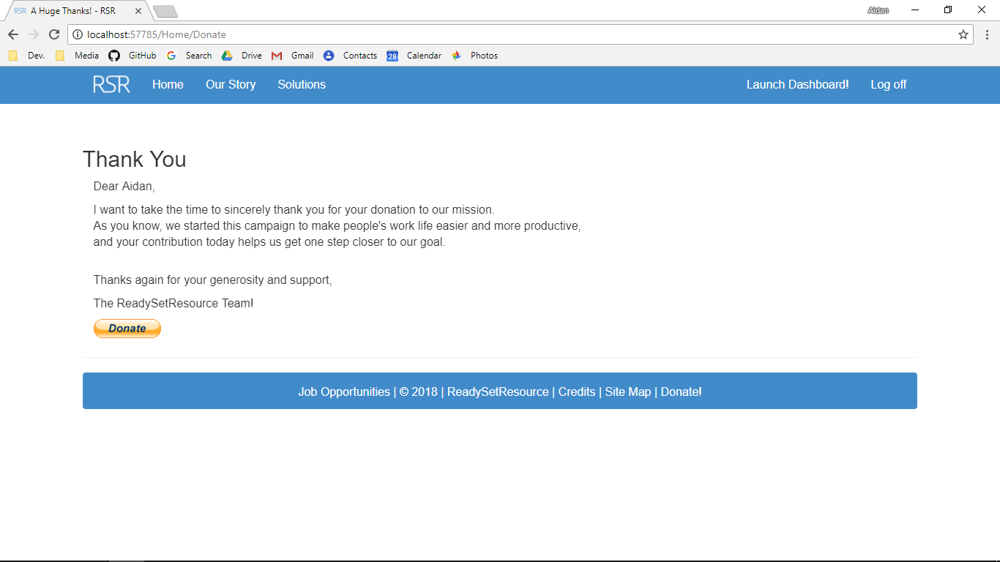 RSR A Huge Thanks! - RSR
Aidan
localhost:57785/Home/Donate
Dev. Media GitHub Search Drive Gmail 28 Calendar Contacts Photos
RSR Home Our Story Solutions Launch Dashboard! Log off
Thank You
Dear Aidan,
I want to take the time to sincerely thank you for your donation to our mission.
As you know, we started this campaign to make people's work life easier and more productive,
and your contribution today helps us get one step closer to our goal.
Thanks again for your generosity and support,
The ReadySetResource Team!
Donate
Job Opportunities | © 2018 | ReadySetResource | Credits | Site Map | Donate!